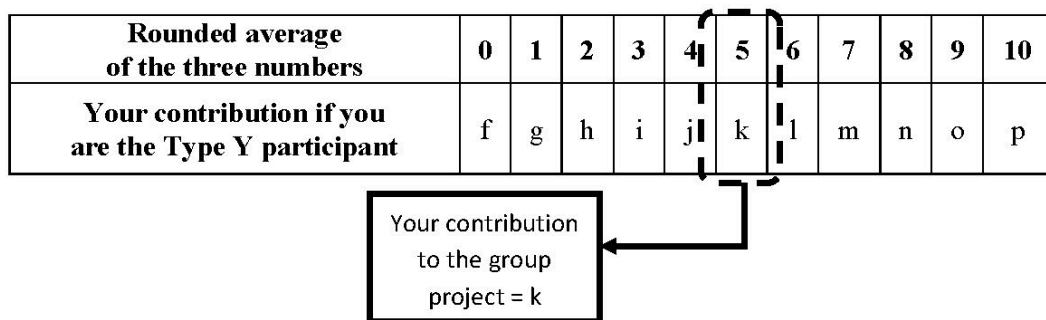 Rounded average
of the three numbers
0 1 2 3 4 5 6 7 8 9 10
Your contribution if you
are the Type Y participant
f g h i j k l m n o p
Your contribution
to the group
project = k